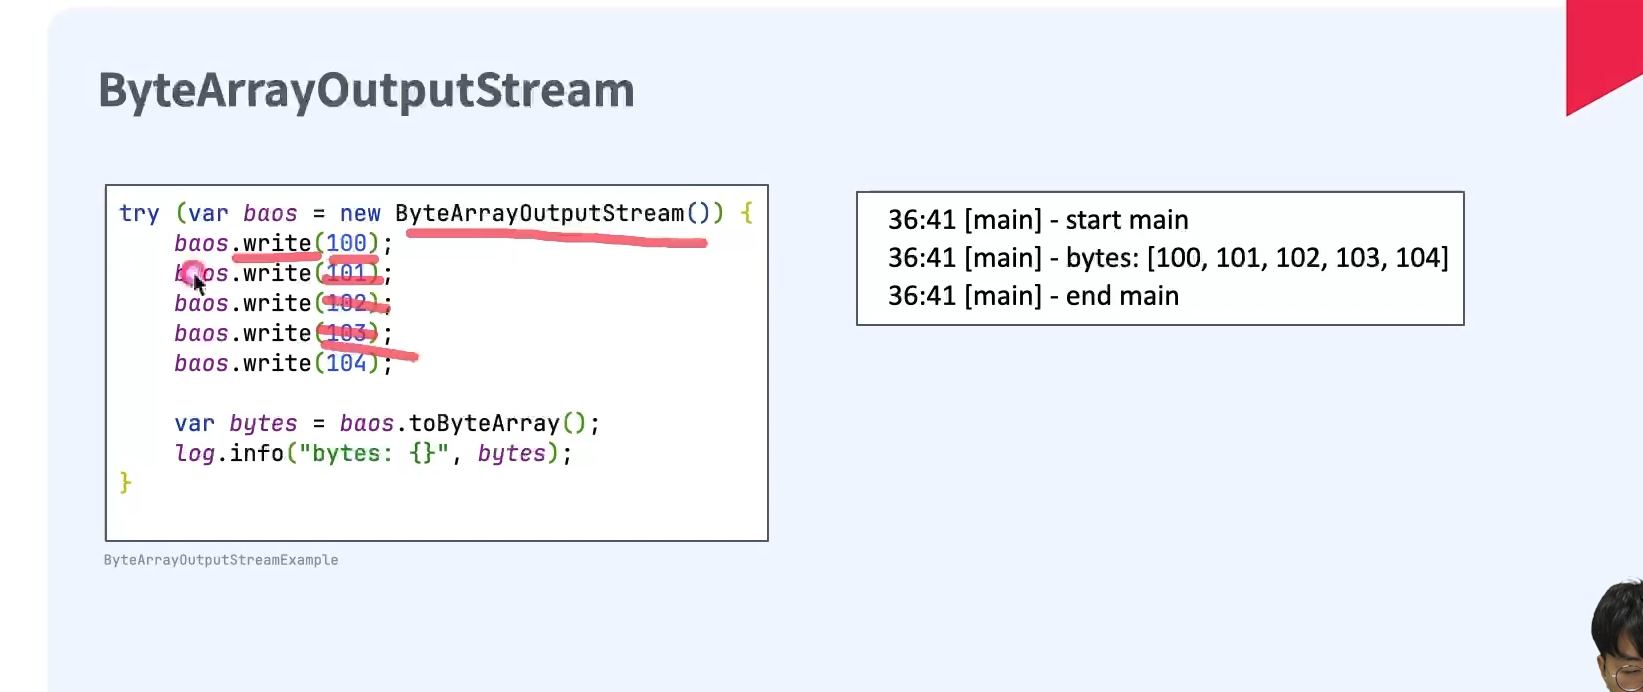 ByteArrayOutputStream
try (var baos = new ByteArrayOutputStream()) {
baos.write(100);
baos.write(101);
baos.write(102);
baos.write(103);
baos.write(104);
var bytes = baos.toByteArray();
log.info("bytes: {}", bytes);
}
ByteArrayOutputStreamExample
36:41 [main] - start main
36:41 [main] - bytes: [100, 101, 102, 103, 104]
36:41 [main] - end main